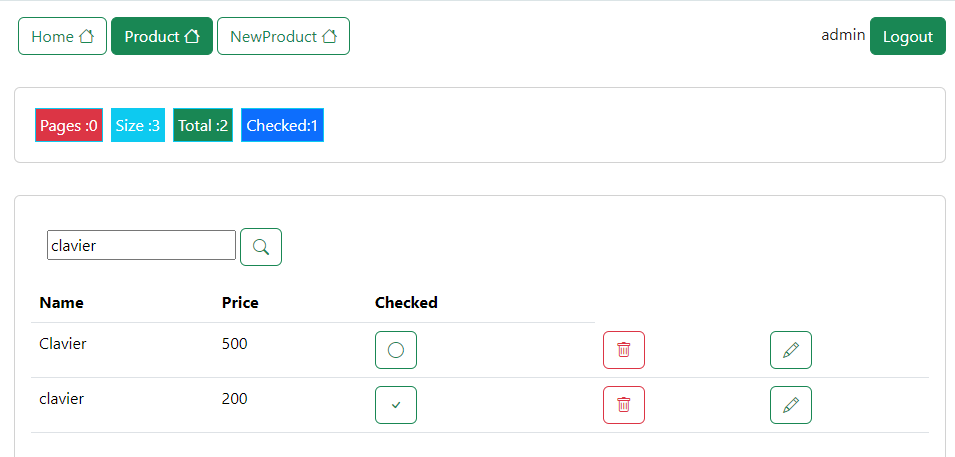 Home Product NewProduct admin Logout
Pages :0 Size :3 Total :2 Checked:1
clavier
Name Price Checked
Clavier 500
clavier 200